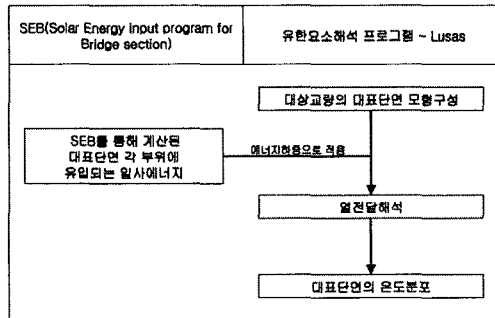 SEB(Solar Energy input program for
Bridge section)
유한요소해석 프로그램 ~ Lusas
대상교량의 대표단면 모형구성
SEB를 통해 계산된
대표단면 각 부위에
유입되는 일사에너지
에너지하중으로 적용
열전달해석
대표단면의 온도분포